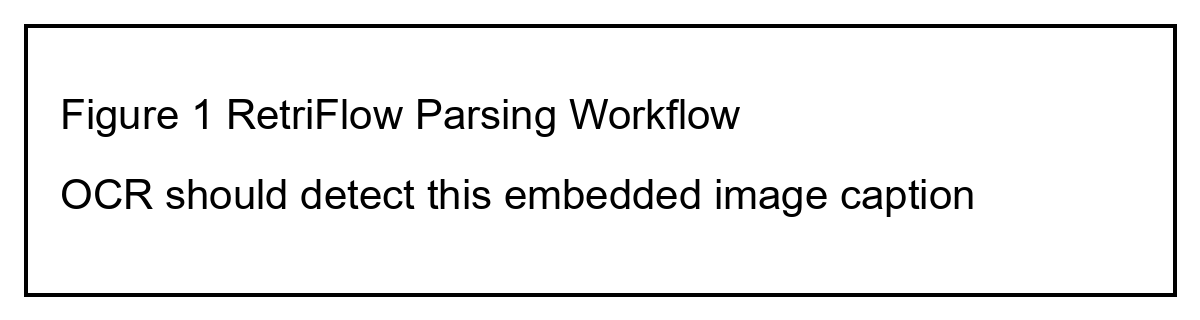 Figure 1 RetriFlow Parsing Workflow
OCR should detect this embedded image caption